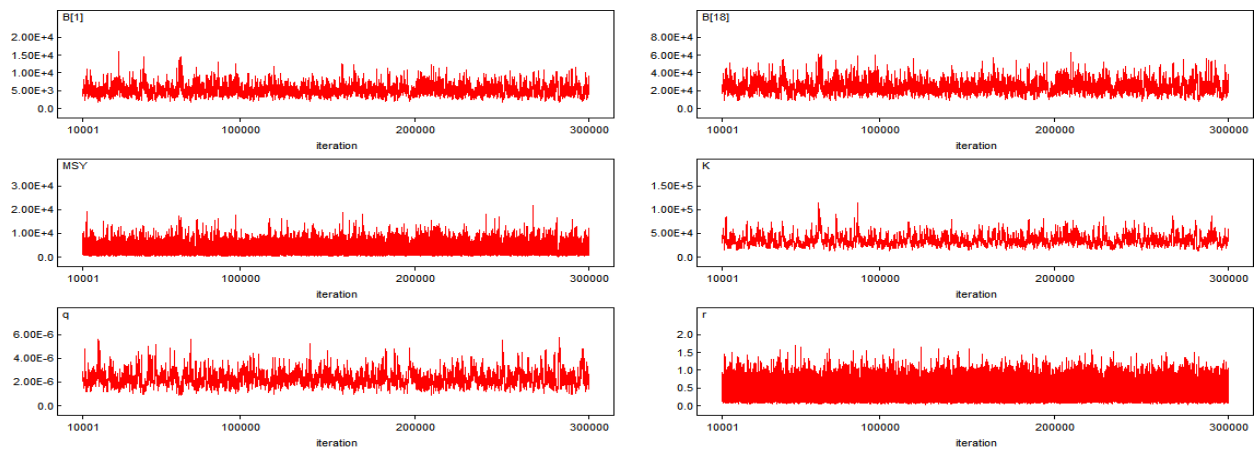 B[1]
2.00E+4
1.50E+4
1.00E+4
5.00E+3
0.0
10001 100000 200000 300000
iteration
B[18]
8.00E+4
6.00E+4
4.00E+4
2.00E+4
0.0
10001 100000 200000 300000
iteration
MSY
3.00E+4
2.00E+4
1.00E+4
0.0
10001 100000 200000 300000
iteration
K
1.50E+5
1.00E+5
5.00E+4
0.0
10001 100000 200000 300000
iteration
q
6.00E-6
4.00E-6
2.00E-6
0.0
10001 100000 200000 300000
iteration
r
2.0
1.5
1.0
0.5
0.0
10001 100000 200000 300000
iteration